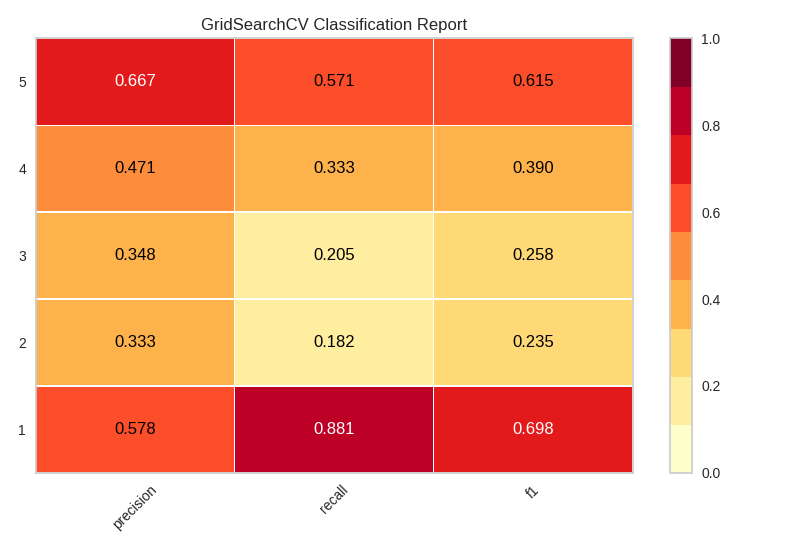 GridSearchCV Classification Report
5 0.667 0.571 0.615
4 0.471 0.333 0.390
3 0.348 0.205 0.258
2 0.333 0.182 0.235
1 0.578 0.881 0.698
precision recall f1
1.0
0.8
0.6
0.4
0.2
0.0